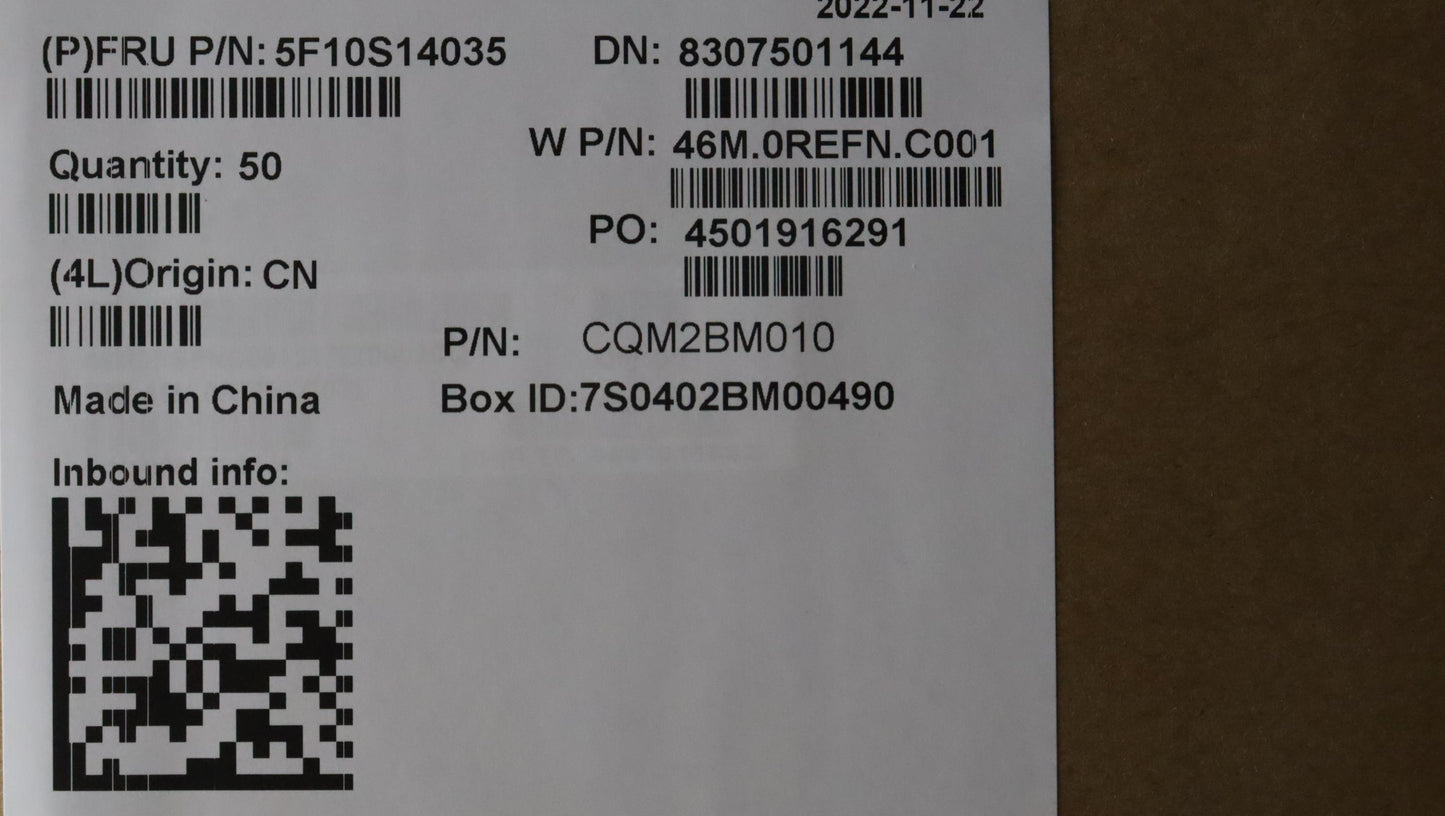 2022-11-22
(P)FRU P/N: 5F10S14035
DN: 8307501144
W P/N: 46M.0REFN.C001
Quantity: 50
PO: 4501916291
(4L)Origin: CN
P/N: CQM2BM010
Made in China
Box ID:7S0402BM00490
Inbound info: